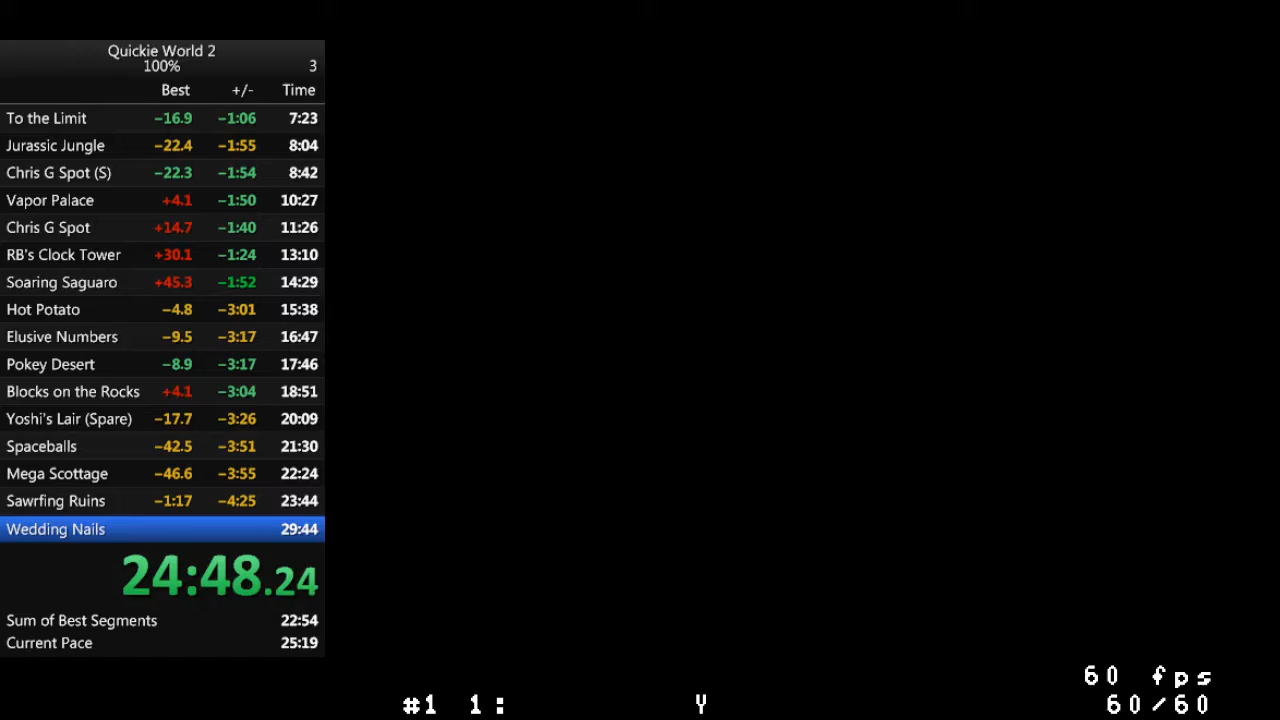 Quickie World 2
100% 3
Best +/- Time
To the Limit −16.9 −1:06 7:23
Jurassic Jungle −22.4 −1:55 8:04
Chris G Spot (S) −22.3 −1:54 8:42
Vapor Palace +4.1 −1:50 10:27
Chris G Spot +14.7 −1:40 11:26
RB's Clock Tower +30.1 −1:24 13:10
Soaring Saguaro +45.3 −1:52 14:29
Hot Potato −4.8 −3:01 15:38
Elusive Numbers −9.5 −3:17 16:47
Pokey Desert −8.9 −3:17 17:46
Blocks on the Rocks +4.1 −3:04 18:51
Yoshi's Lair (Spare) −17.7 −3:26 20:09
Spaceballs −42.5 −3:51 21:30
Mega Scottage −46.6 −3:55 22:24
Sawrfing Ruins −1:17 −4:25 23:44
Wedding Nails 29:44
24:48.24
Sum of Best Segments 22:54
Current Pace 25:19
60 fps
#1 1: Y 60/60